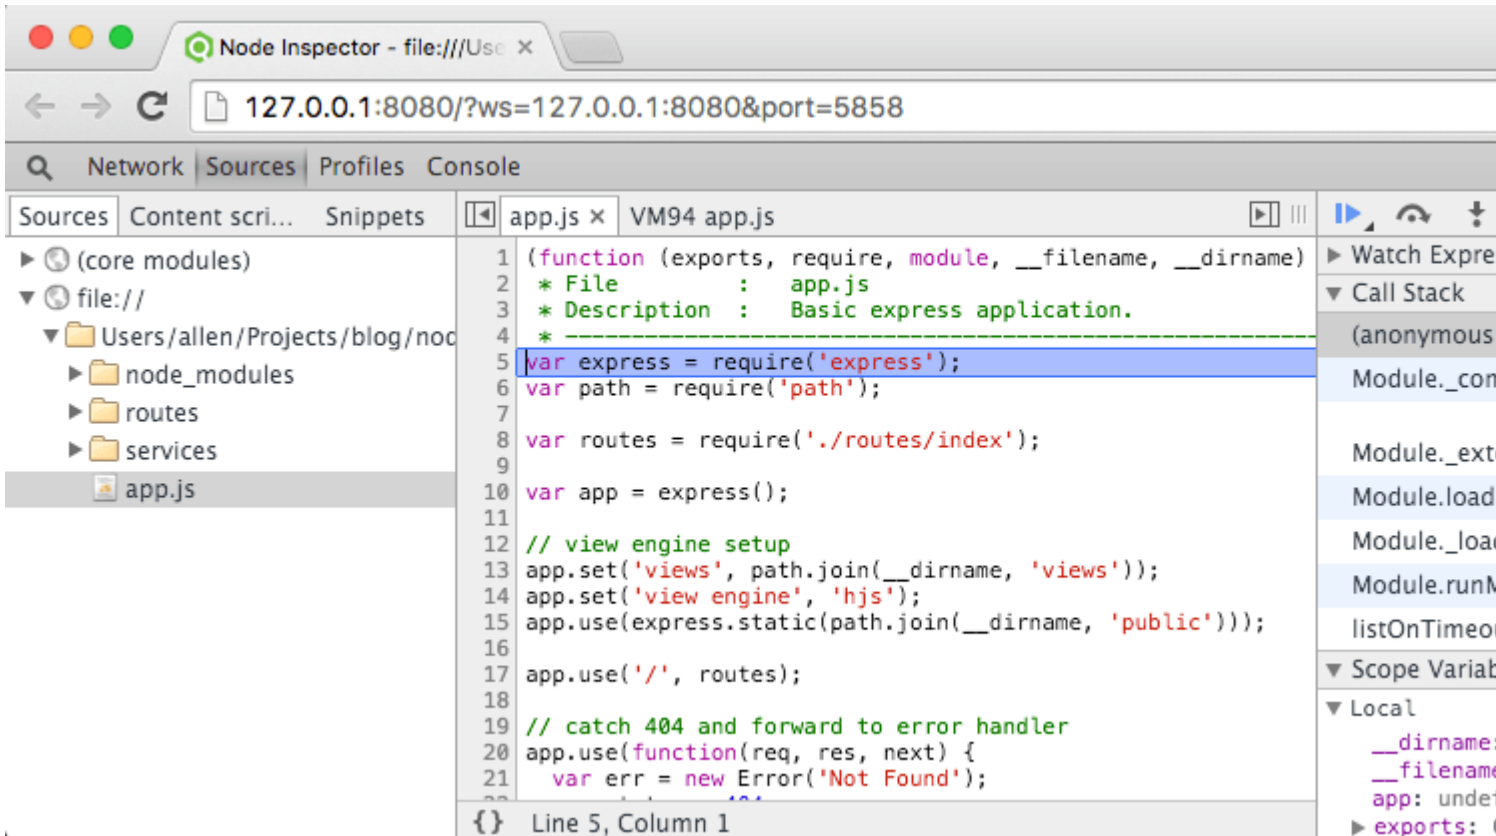 Node Inspector - file:///Use
127.0.0.1:8080/?ws=127.0.0.1:8080&port=5858
Network Sources Profiles Console
Sources Content scri... Snippets
(core modules)
file://
Users/allen/Projects/blog/nod
node_modules
routes
services
app.js
app.js × VM94 app.js
1 (function (exports, require, module, __filename, __dirname)
2 * File : app.js
3 * Description : Basic express application.
4 * ------------------------------------------------------------
5 var express = require('express');
6 var path = require('path');
7
8 var routes = require('./routes/index');
9
10 var app = express();
11
12 // view engine setup
13 app.set('views', path.join(__dirname, 'views'));
14 app.set('view engine', 'hjs');
15 app.use(express.static(path.join(__dirname, 'public')));
16
17 app.use('/', routes);
18
19 // catch 404 and forward to error handler
20 app.use(function(req, res, next) {
21 var err = new Error('Not Found');
{} Line 5, Column 1
Watch Expre
Call Stack
(anonymous
Module._com
Module._ext
Module.load
Module._loa
Module.runM
listOnTimeou
Scope Variab
Local
__dirname:
__filename
app: undef
exports: